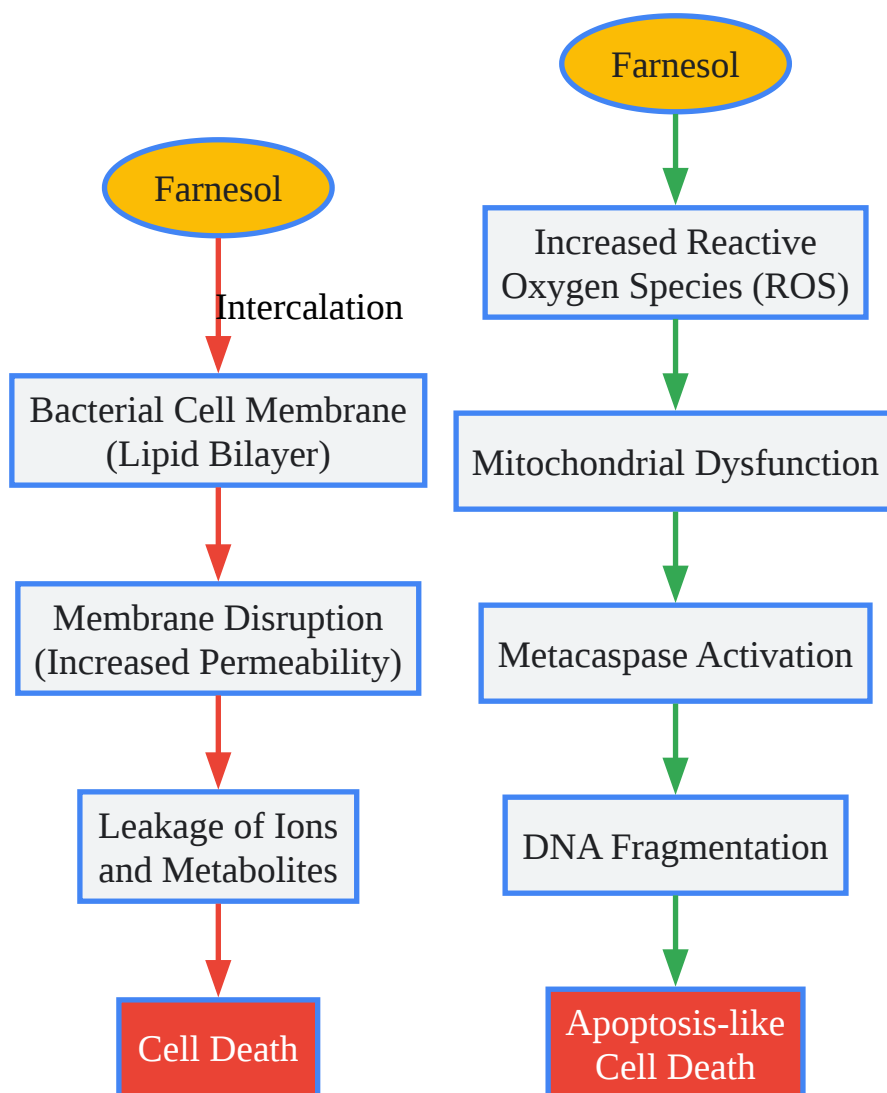 Farnesol
Intercalation
Bacterial Cell Membrane
(Lipid Bilayer)
Membrane Disruption
(Increased Permeability)
Leakage of Ions
and Metabolites
Cell Death
Farnesol
Increased Reactive
Oxygen Species (ROS)
Mitochondrial Dysfunction
Metacaspase Activation
DNA Fragmentation
Apoptosis-like
Cell Death